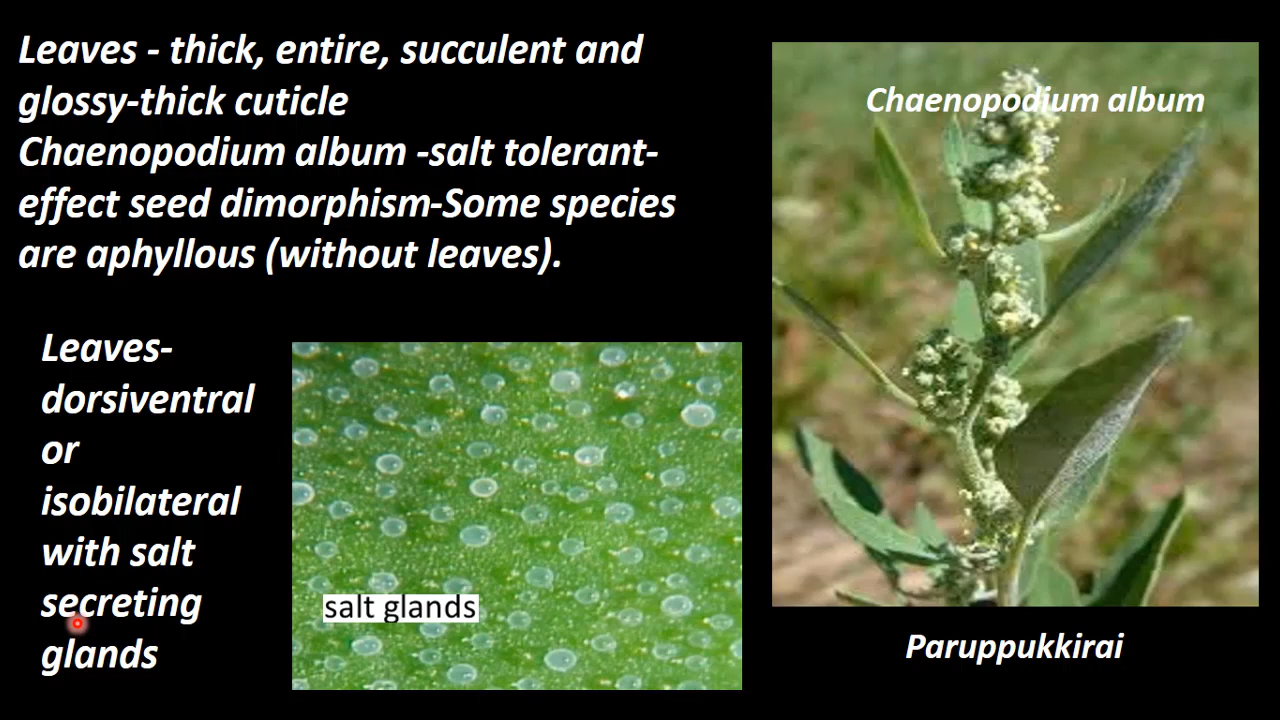 Leaves - thick, entire, succulent and
glossy-thick cuticle
Chaenopodium album -salt tolerant-
effect seed dimorphism-Some species
are aphyllous (without leaves).
Leaves-
dorsiventral
or
isobilateral
with salt
secreting
glands
salt glands
Chaenopodium album
Paruppukkirai